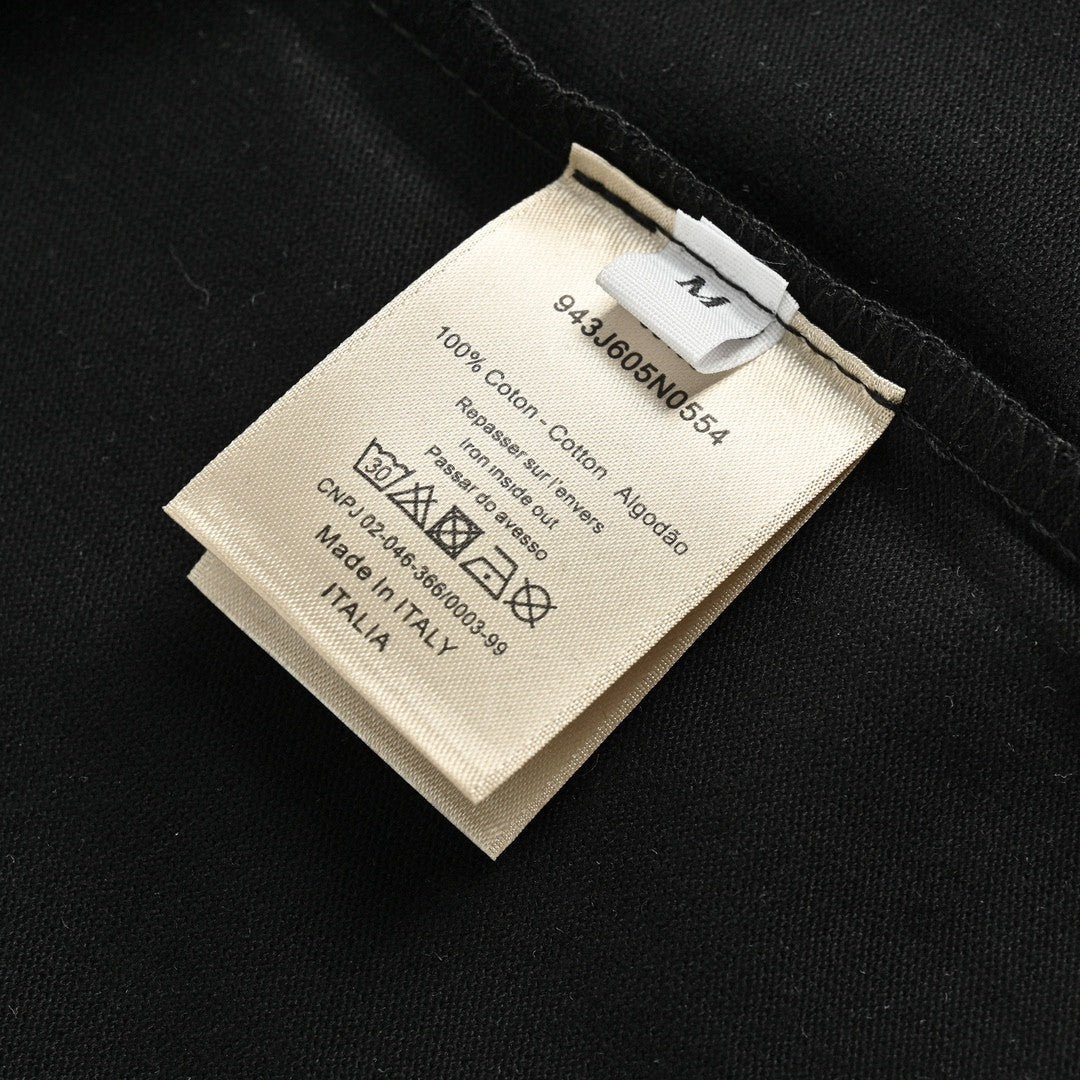 M
943J605N0554
100% Coton - Cotton Algodão
Repasser sur l'envers
Iron inside out
Passar do avesso
30
CNPJ 02-046-366/0003-99
Made In ITALY
ITALIA